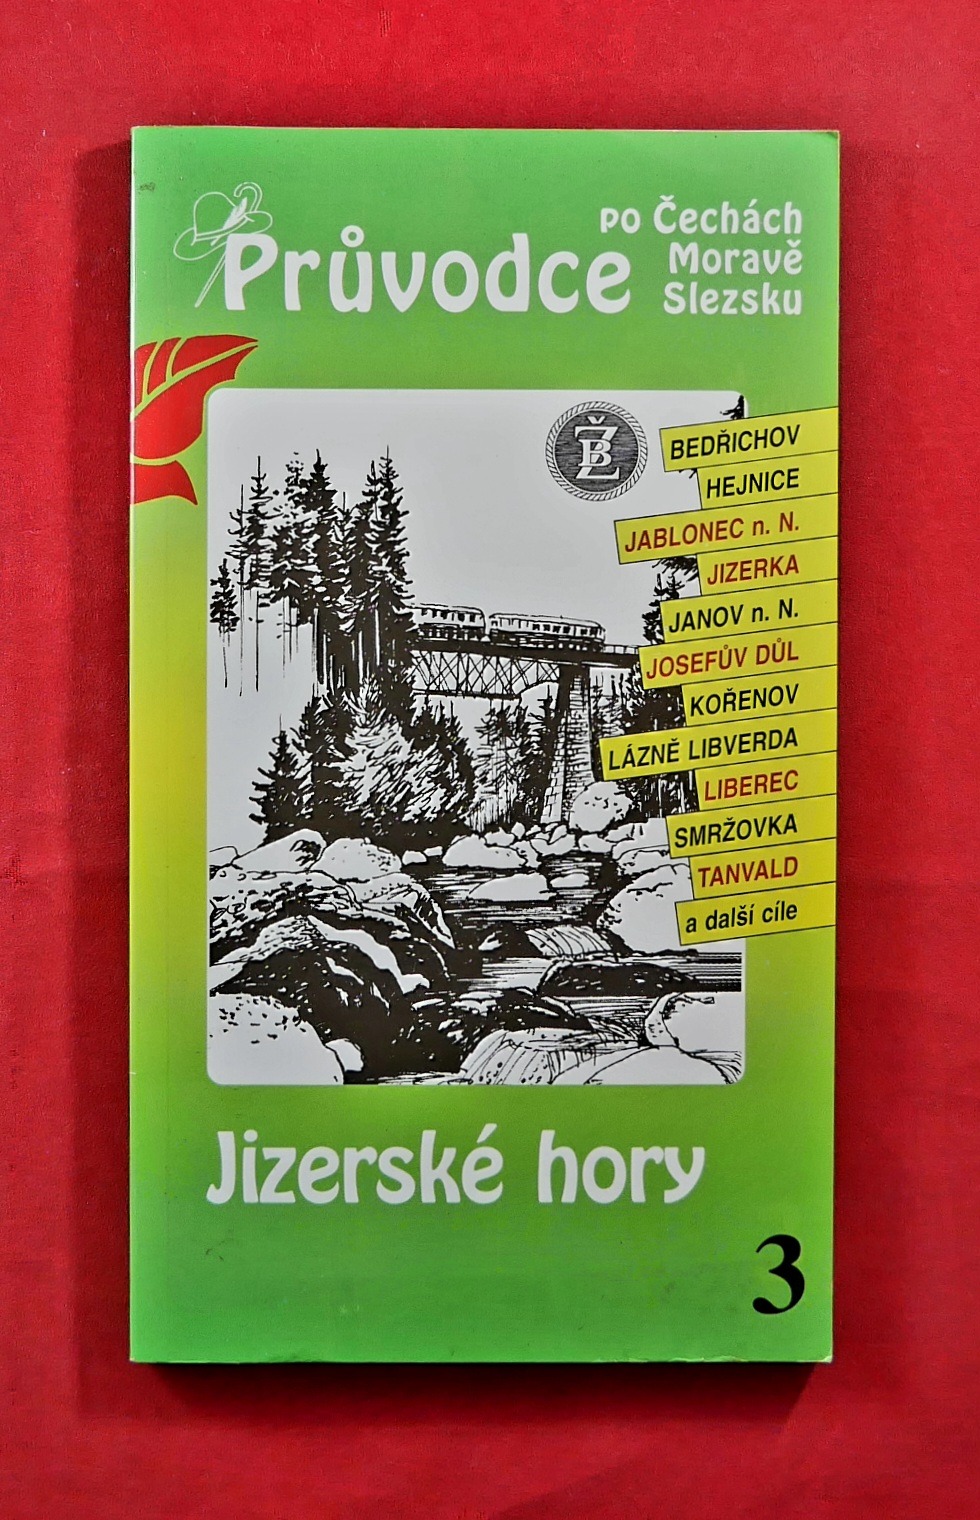 Průvodce
po Čechách
Moravě
Slezsku
ŽB
BEDŘICHOV
HEJNICE
JABLONEC n. N.
JIZERKA
JANOV n. N.
JOSEFŮV DŮL
KOŘENOV
LÁZNĚ LIBVERDA
LIBEREC
SMRŽOVKA
TANVALD
a další cíle
Jizerské hory
3